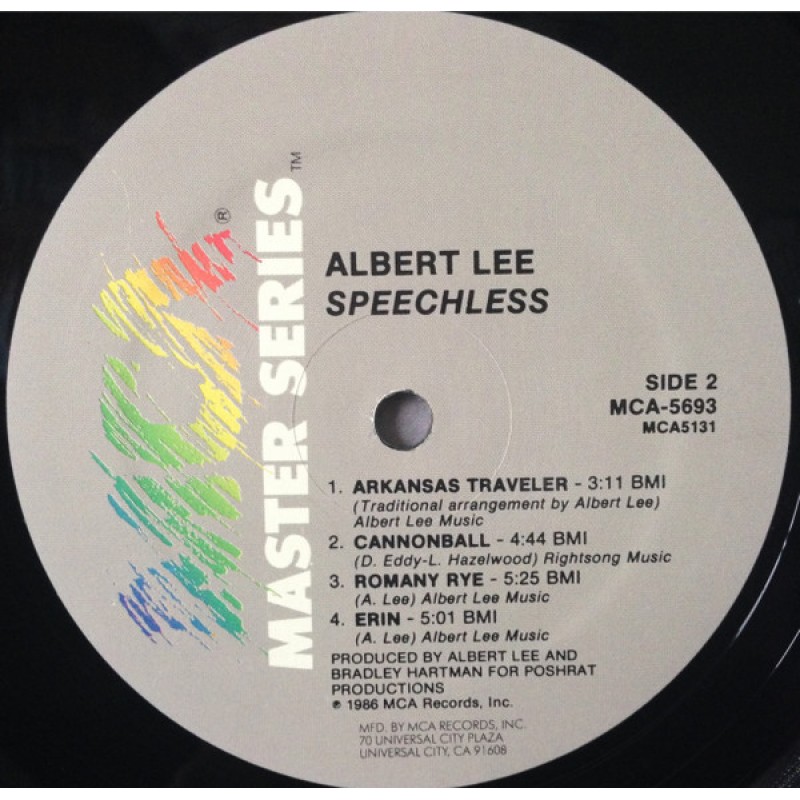 MCA®
MASTER SERIES™
ALBERT LEE
SPEECHLESS
SIDE 2
MCA-5693
MCA5131
1. ARKANSAS TRAVELER - 3:11 BMI
(Traditional arrangement by Albert Lee)
Albert Lee Music
2. CANNONBALL - 4:44 BMI
(D. Eddy-L. Hazelwood) Rightsong Music
3. ROMANY RYE - 5:25 BMI
(A. Lee) Albert Lee Music
4. ERIN - 5:01 BMI
(A. Lee) Albert Lee Music
PRODUCED BY ALBERT LEE AND
BRADLEY HARTMAN FOR POSHRAT
PRODUCTIONS
℗ 1986 MCA Records, Inc.
MFD. BY MCA RECORDS, INC.
70 UNIVERSAL CITY PLAZA
UNIVERSAL CITY, CA 91608